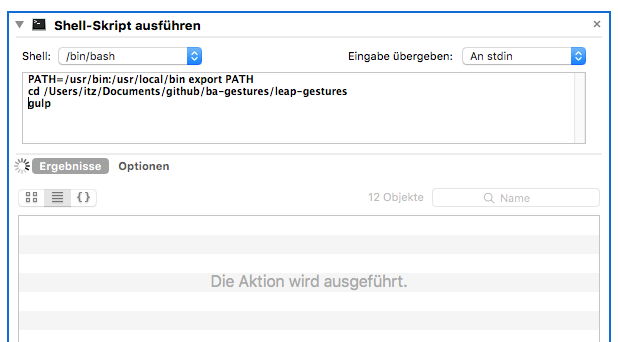 Shell-Skript ausführen
Shell: /bin/bash Eingabe übergeben: An stdin
PATH=/usr/bin:/usr/local/bin export PATH
cd /Users/itz/Documents/github/ba-gestures/leap-gestures
gulp
Ergebnisse Optionen
12 Objekte Name
Die Aktion wird ausgeführt.